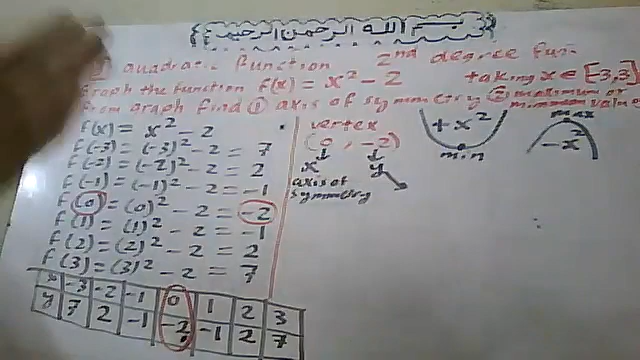 بسم الله الرحمن الرحيم
quadratic function 2nd degree fun.
Graph the function f(x) = x² - 2 taking x ∈ [-3,3]
From graph find ① axis of symmetry ② maximum or minimum value
f(x) = x² - 2
f(-3) = (-3)² - 2 = 7
f(-2) = (-2)² - 2 = 2
f(-1) = (-1)² - 2 = -1
f(0) = (0)² - 2 = -2
f(1) = (1)² - 2 = -1
f(2) = (2)² - 2 = 2
f(3) = (3)² - 2 = 7
x -3 -2 -1 0 1 2 3
y 7 2 -1 -2 -1 2 7
vertex
(0, -2)
x y
axis of
symmetry
+x²
min
max
-x²